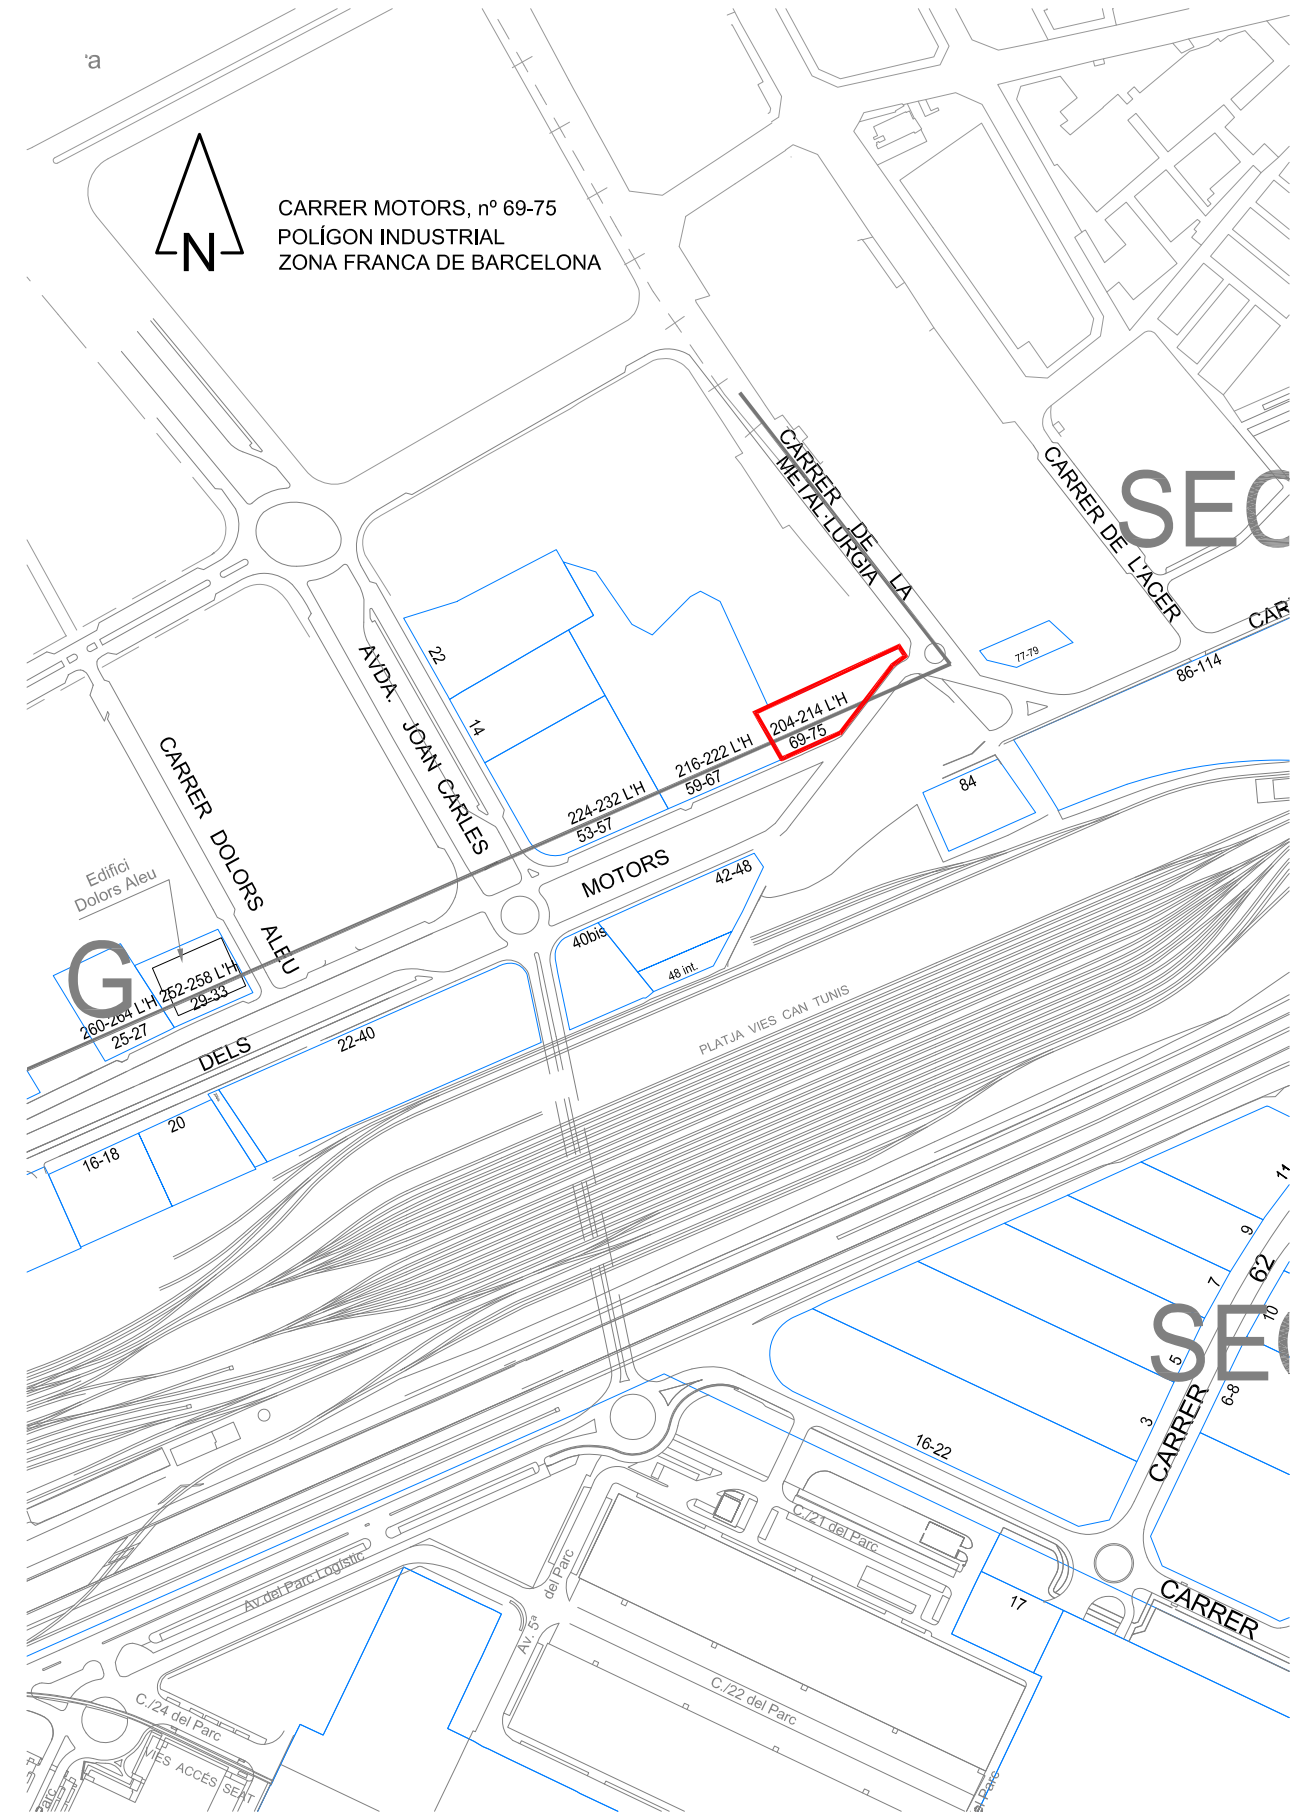 CARRER MOTORS, nº 69-75
POLÍGON INDUSTRIAL
ZONA FRANCA DE BARCELONA
N
CARRER DE LA
METAL·LURGIA
CARRER DE L'ACER
SEC
CAR
77-79
86-114
22
14
AVDA. JOAN CARLES
204-214 L'H
69-75
216-222 L'H
59-67
224-232 L'H
53-57
84
CARRER DOLORS ALEU
MOTORS
42-48
40bis
48 int.
Edifici
Dolors Aleu
G
252-258 L'H
29-33
260-264 L'H
25-27
DELS
22-40
PLATJA VIES CAN TUNIS
20
16-18
11
9
7
5
3
62
10
6-8
SEC
CARRER
16-22
C./21 del Parc
Av.del Parc Logístic
Av. 5ª del Parc
17
CARRER
C./22 del Parc
C./24 del Parc
VIES ACCÉS SEAT
Parc
el Parc